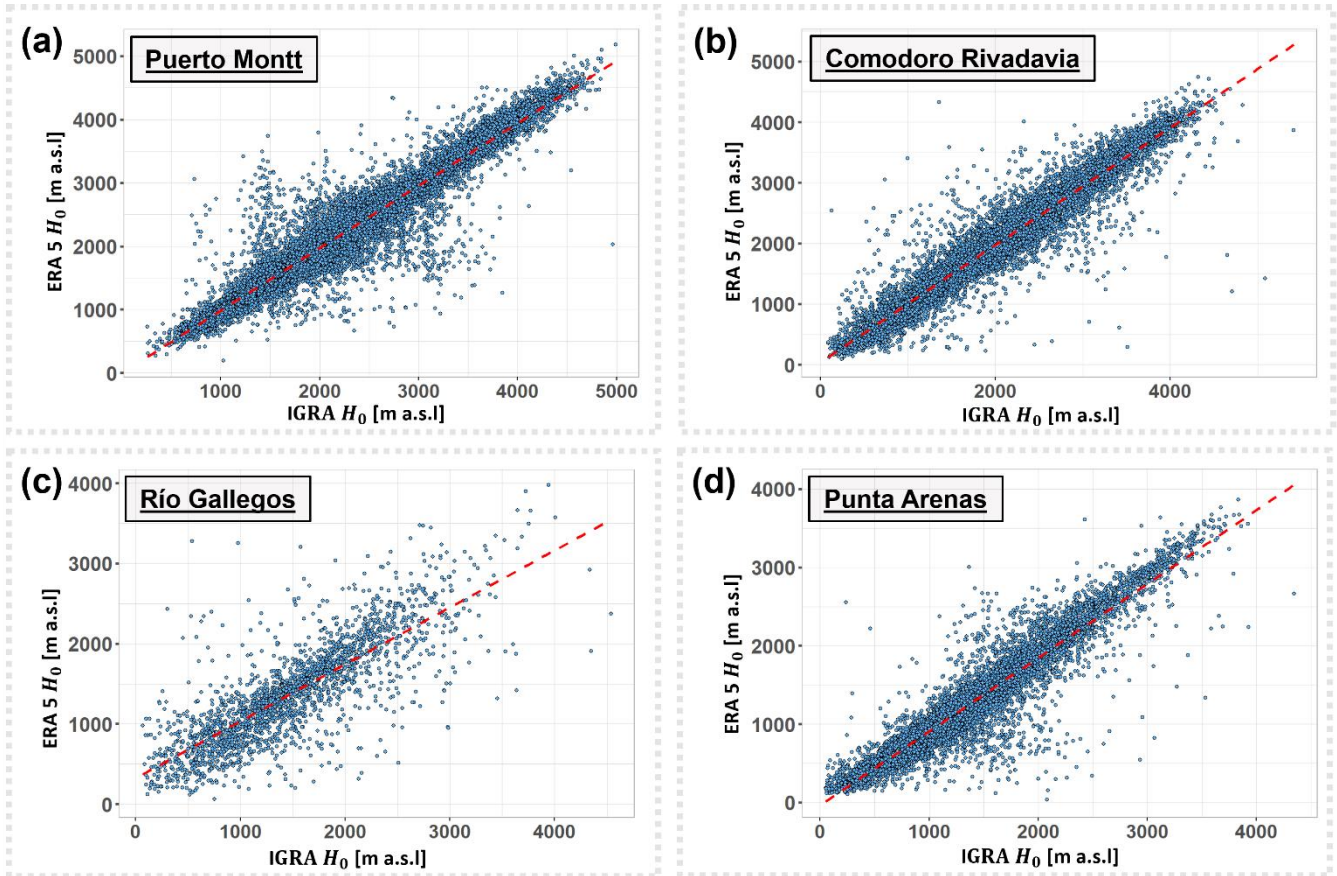 (a)
Puerto Montt
5000
4000
3000
2000
1000
0
ERA 5 H₀ [m a.s.l]
1000 2000 3000 4000 5000
IGRA H₀ [m a.s.l]
(b)
Comodoro Rivadavia
5000
4000
3000
2000
1000
0
ERA 5 H₀ [m a.s.l]
0 2000 4000
IGRA H₀ [m a.s.l]
(c)
Río Gallegos
4000
3000
2000
1000
0
ERA 5 H₀ [m a.s.l]
0 1000 2000 3000 4000
IGRA H₀ [m a.s.l]
(d)
Punta Arenas
4000
3000
2000
1000
0
ERA 5 H₀ [m a.s.l]
0 1000 2000 3000 4000
IGRA H₀ [m a.s.l]